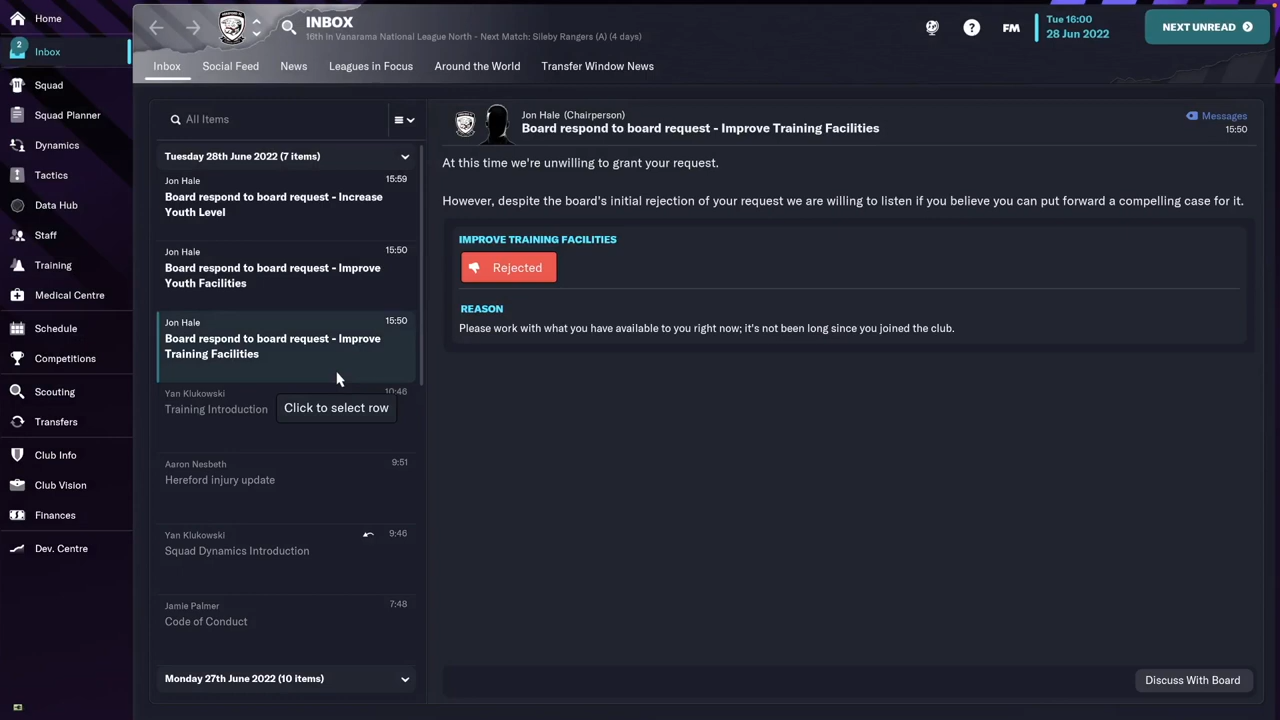 Home
2
Inbox
Squad
Squad Planner
Dynamics
Tactics
Data Hub
Staff
Training
Medical Centre
Schedule
Competitions
Scouting
Transfers
Club Info
Club Vision
Finances
Dev. Centre
INBOX
16th in Vanarama National League North - Next Match: Sileby Rangers (A) (4 days)
FM
Tue 16:00
28 Jun 2022
NEXT UNREAD
Inbox
Social Feed
News
Leagues in Focus
Around the World
Transfer Window News
All Items
Tuesday 28th June 2022 (7 items)
Jon Hale 15:59
Board respond to board request - Increase
Youth Level
Jon Hale 15:50
Board respond to board request - Improve
Youth Facilities
Jon Hale 15:50
Board respond to board request - Improve
Training Facilities
Yan Klukowski 10:46
Training Introduction
Click to select row
Aaron Nesbeth 9:51
Hereford injury update
Yan Klukowski 9:46
Squad Dynamics Introduction
Jamie Palmer 7:48
Code of Conduct
Monday 27th June 2022 (10 items)
Jon Hale (Chairperson)
Board respond to board request - Improve Training Facilities
Messages
15:50
At this time we're unwilling to grant your request.
However, despite the board's initial rejection of your request we are willing to listen if you believe you can put forward a compelling case for it.
IMPROVE TRAINING FACILITIES
Rejected
REASON
Please work with what you have available to you right now; it's not been long since you joined the club.
Discuss With Board